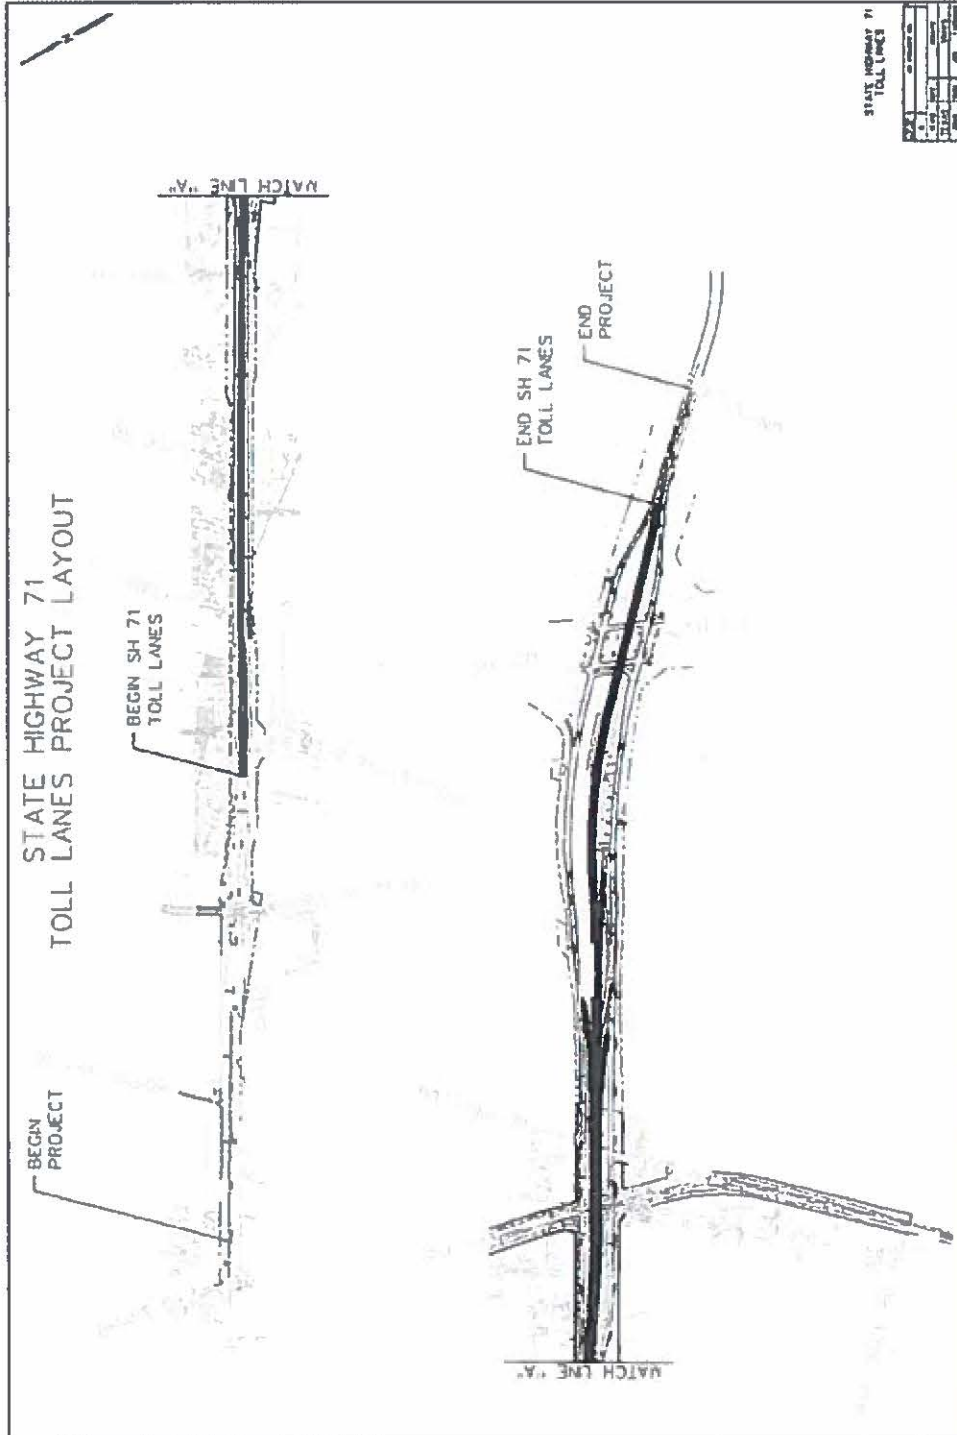 STATE HIGHWAY 71
TOLL LANES PROJECT LAYOUT
BEGIN
PROJECT
BEGIN SH 71
TOLL LANES
MATCH LINE "A"
MATCH LINE "A"
END SH 71
TOLL LANES
END
PROJECT
STATE HIGHWAY 71
TOLL LANES
N